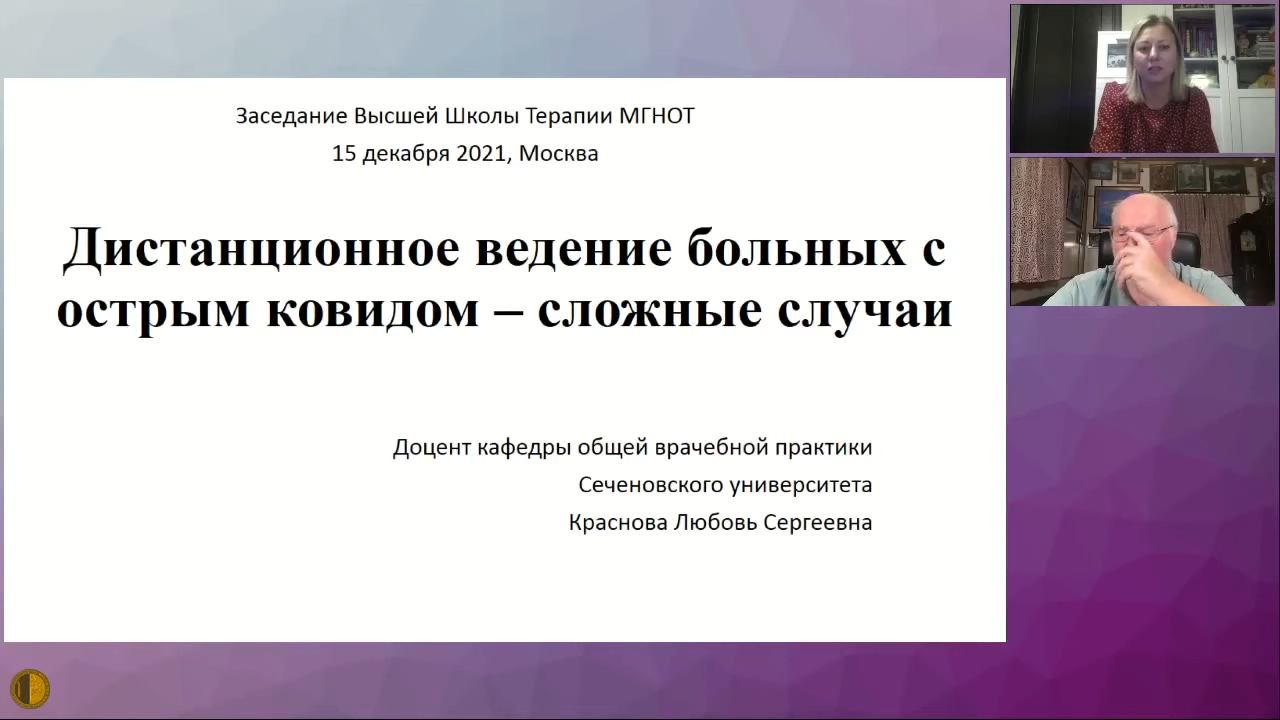 Заседание Высшей Школы Терапии МГНОТ
15 декабря 2021, Москва
Дистанционное ведение больных с
острым ковидом – сложные случаи
Доцент кафедры общей врачебной практики
Сеченовского университета
Краснова Любовь Сергеевна